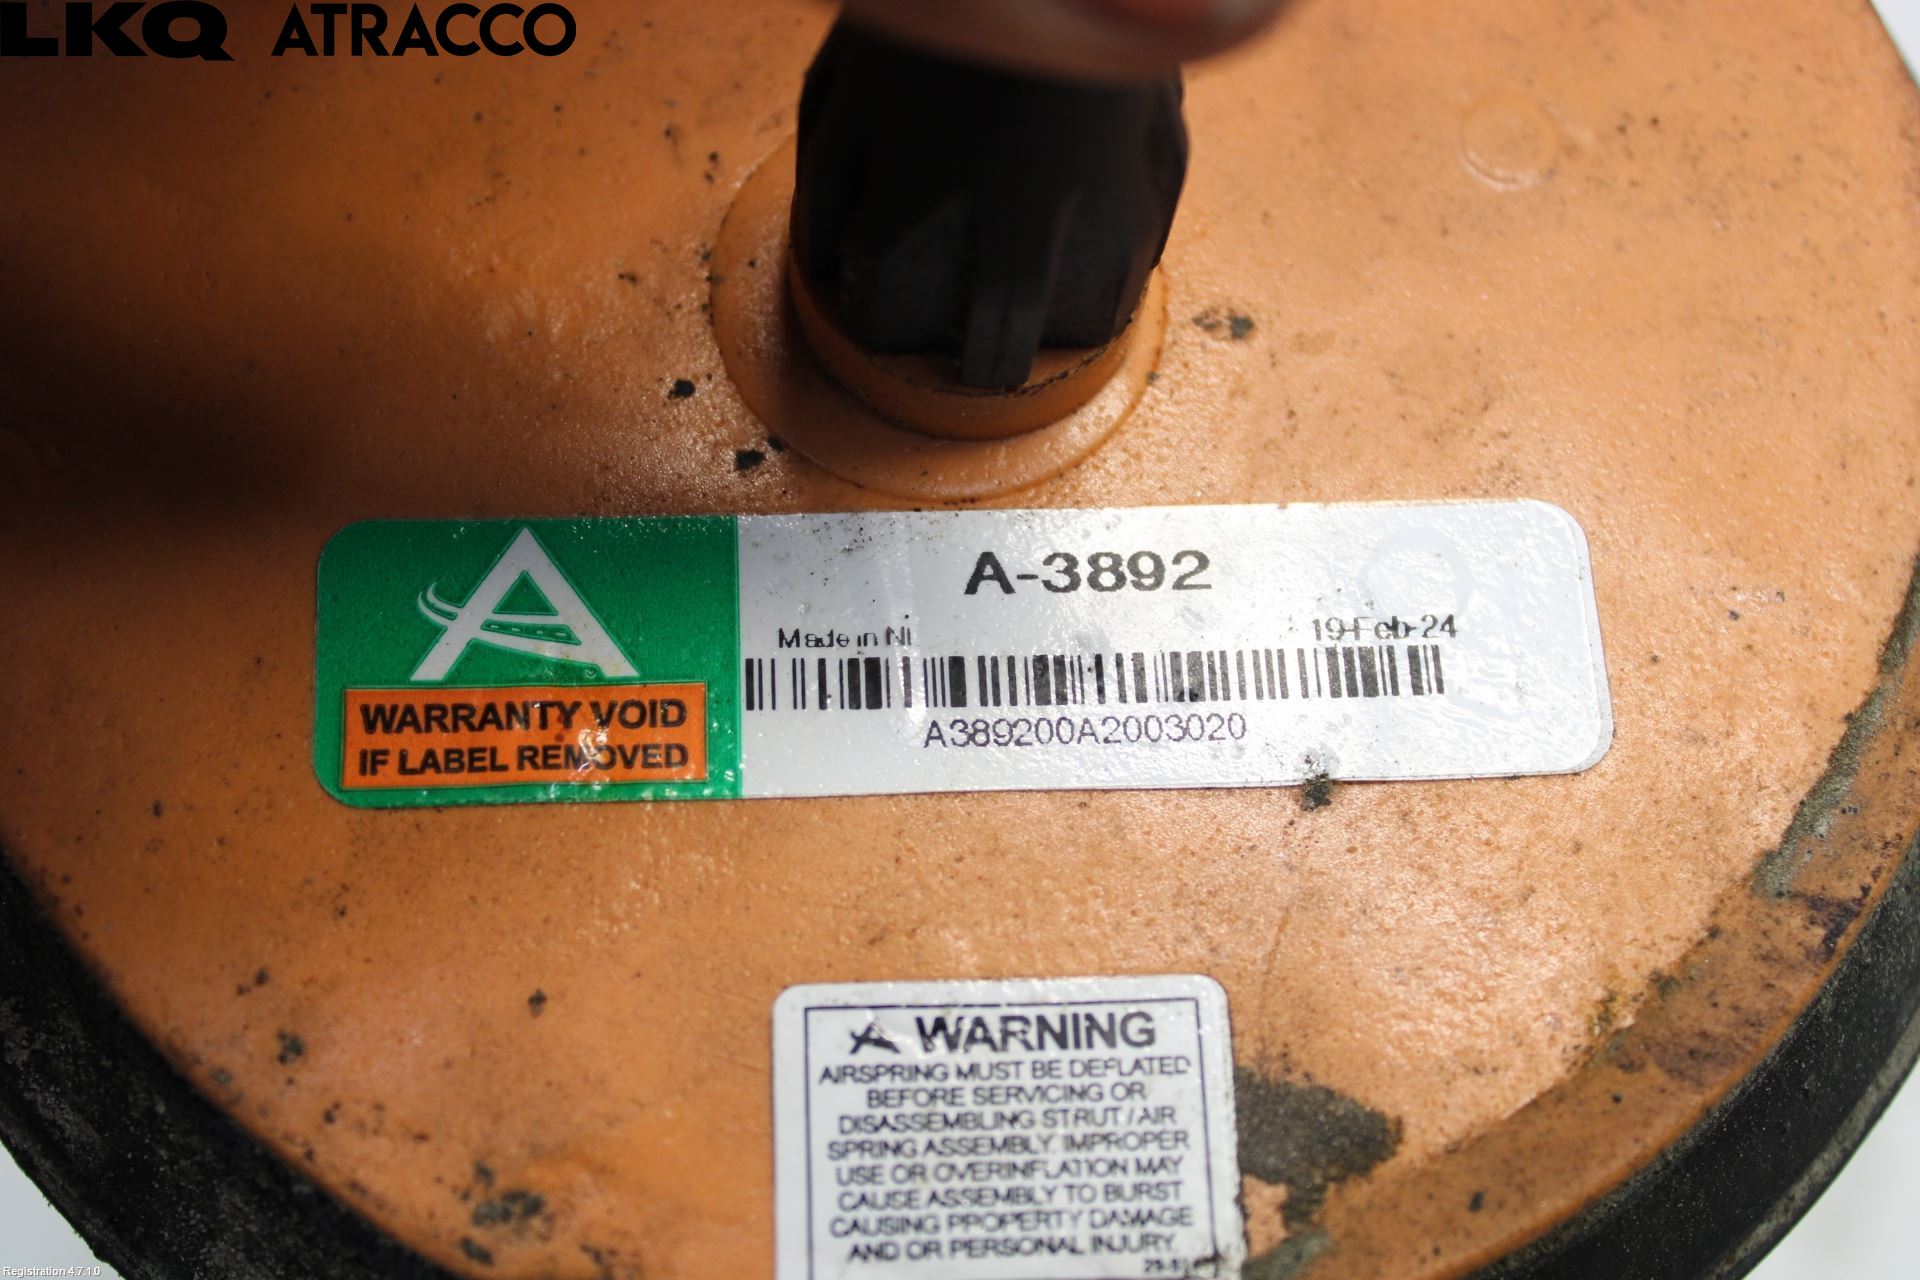 LKQ ATRACCO
A-3892
Made in NL
19-Feb-24
A389200A2003020
WARRANTY VOID
IF LABEL REMOVED
WARNING
AIRSPRING MUST BE DEFLATED
BEFORE SERVICING OR
DISASSEMBLING STRUT / AIR
SPRING ASSEMBLY. IMPROPER
USE OR OVERINFLATION MAY
CAUSE ASSEMBLY TO BURST
CAUSING PROPERTY DAMAGE
AND OR PERSONAL INJURY.
Registration 4.7.1.0